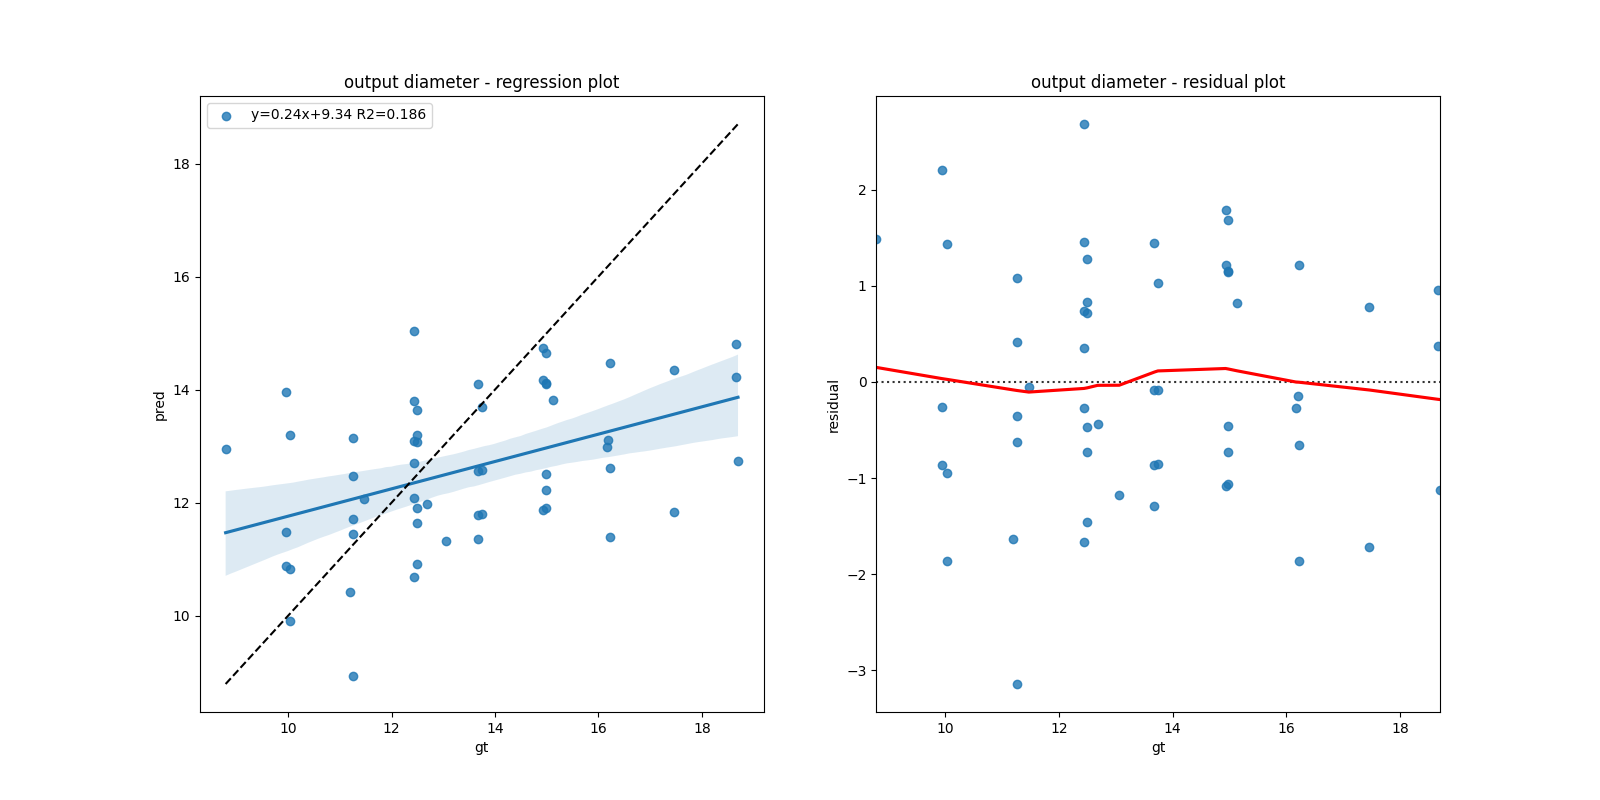 output diameter - regression plot
y=0.24x+9.34 R2=0.186
18
16
14
12
10
pred
10 12 14 16 18
gt
output diameter - residual plot
2
1
0
−1
−2
−3
residual
10 12 14 16 18
gt